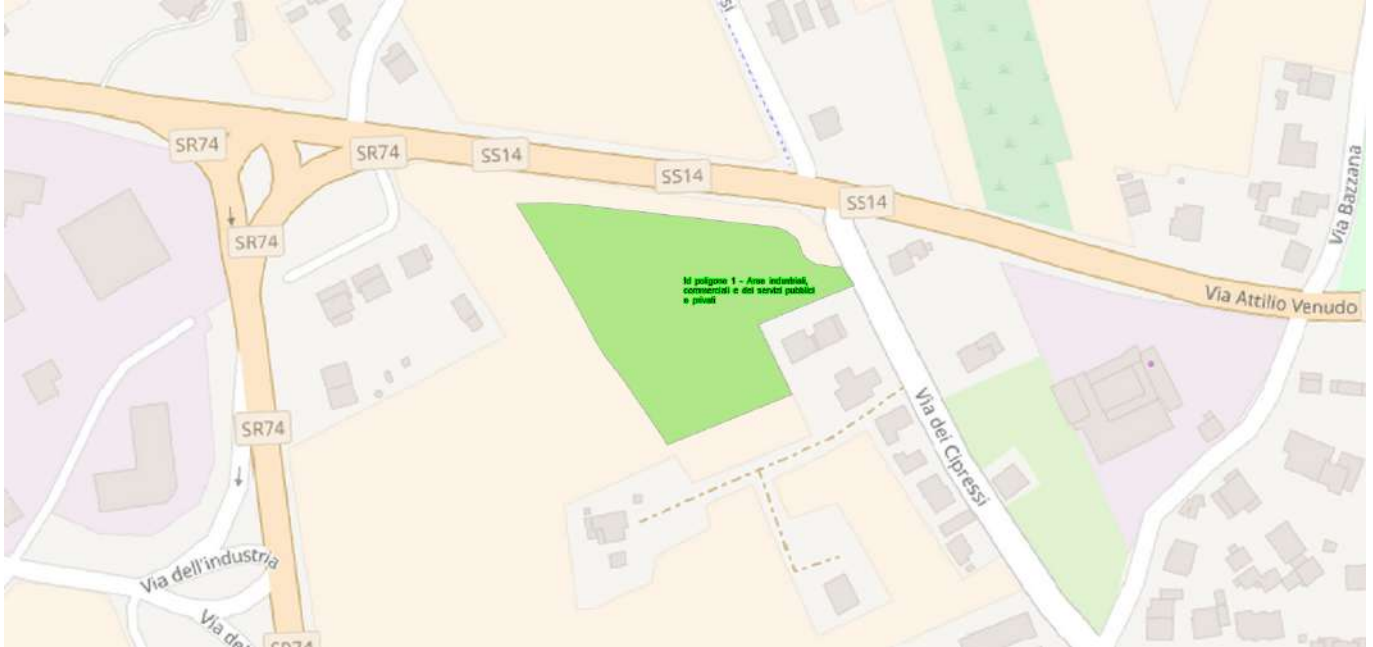 SR74
SR74
SS14
SS14
SS14
SR74
Via Bazzana
Id poligono 1 - Aree industriali,
commerciali e dei servizi pubblici
e privati
Via Attilio Venudo
SR74
Via dei Cipressi
Via dell'industria
SR74